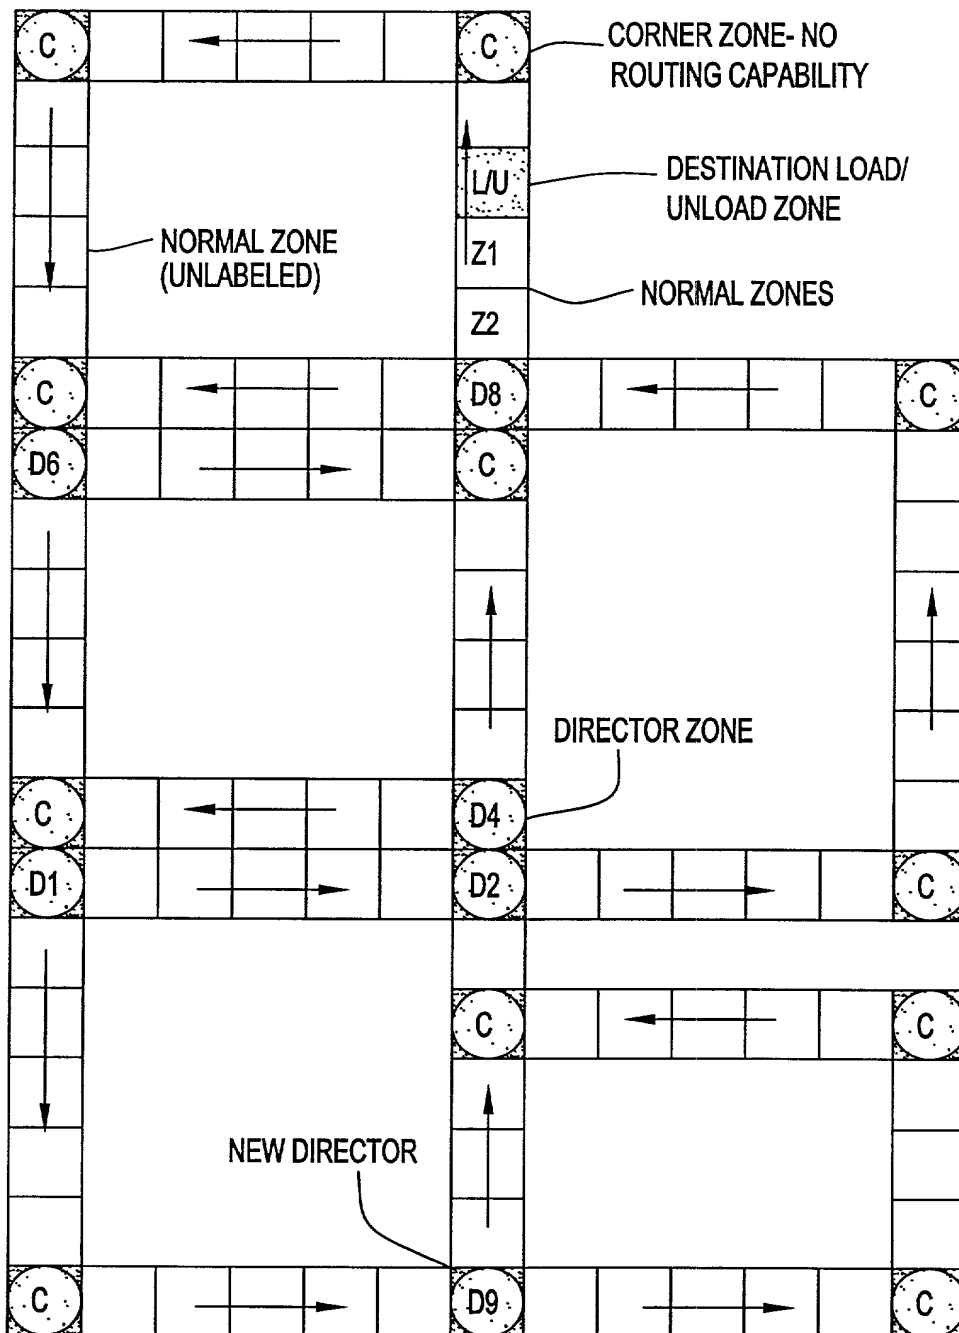 C
C
CORNER ZONE- NO
ROUTING CAPABILITY
L/U
DESTINATION LOAD/
UNLOAD ZONE
NORMAL ZONE
(UNLABELED)
Z1
NORMAL ZONES
Z2
C
D8
C
D6
C
DIRECTOR ZONE
C
D4
D1
D2
C
C
C
NEW DIRECTOR
C
D9
C